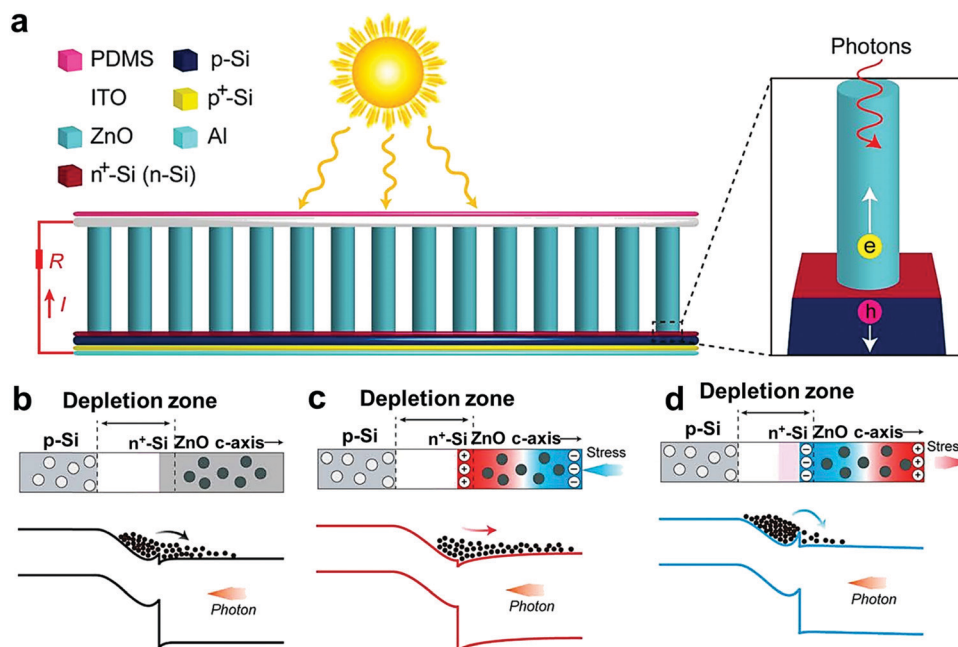 a
PDMS
p-Si
ITO
p⁺-Si
ZnO
Al
n⁺-Si (n-Si)
R
I
Photons
e
h
b
Depletion zone
p-Si
n⁺-Si
ZnO c-axis
Photon
c
Depletion zone
p-Si
n⁺-Si
ZnO c-axis
Stress
+
+
+
−
−
−
Photon
d
Depletion zone
p-Si
n⁺-Si
ZnO c-axis
Stress
−
−
−
+
+
+
Photon